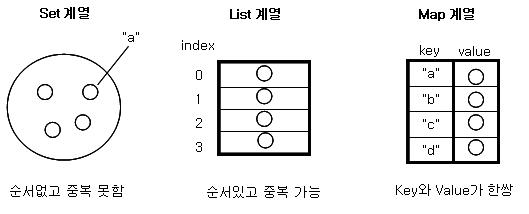 Set 계열
"a"
순서없고 중복 못함
List 계열
index
0
1
2
3
순서있고 중복 가능
Map 계열
key value
"a"
"b"
"c"
"d"
Key와 Value가 한쌍